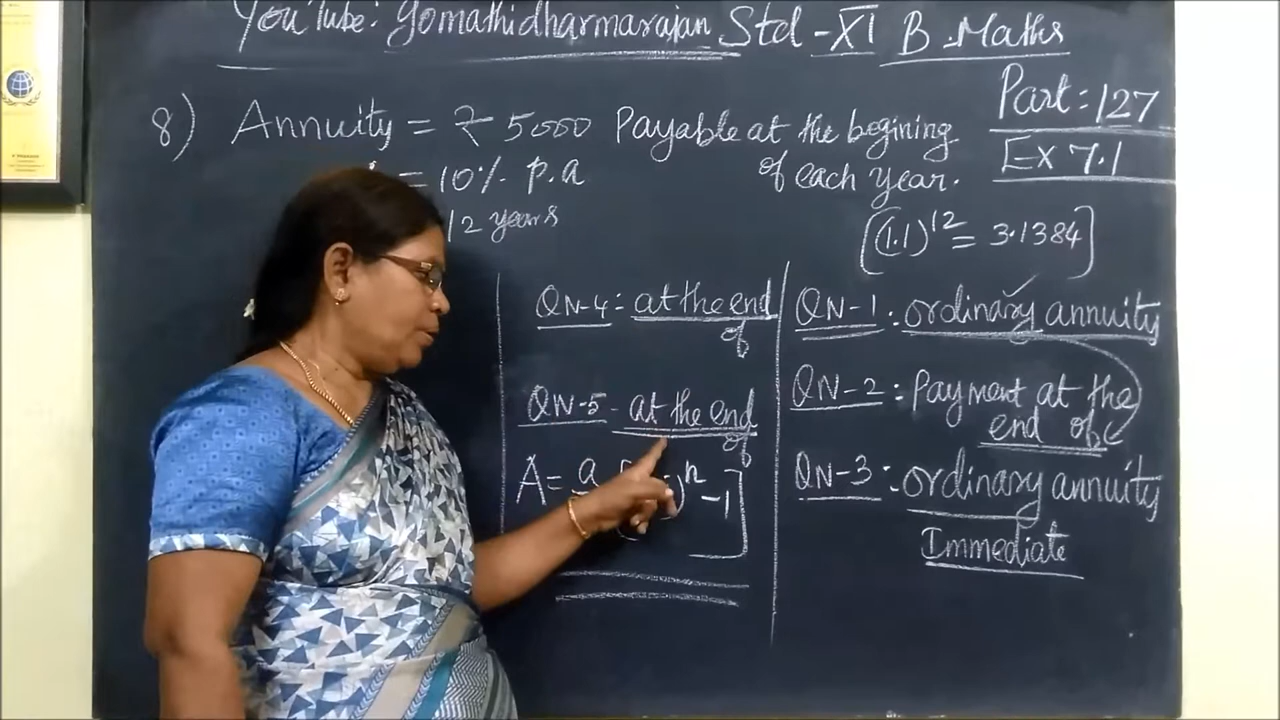 YouTube: Gomathidharmarajan Std -XI B.Maths
Part: 127
Ex 7.1
8) Annuity = ₹ 5000 Payable at the begining
of each year.
= 10% p.a
12 years
[(1.1)^12 = 3.1384]
QN-4: at the end
of
QN-5 - at the end
of
A = a )^n -1]
QN-1: ordinary annuity
QN-2: Payment at the
end of
QN-3: ordinary annuity
Immediate